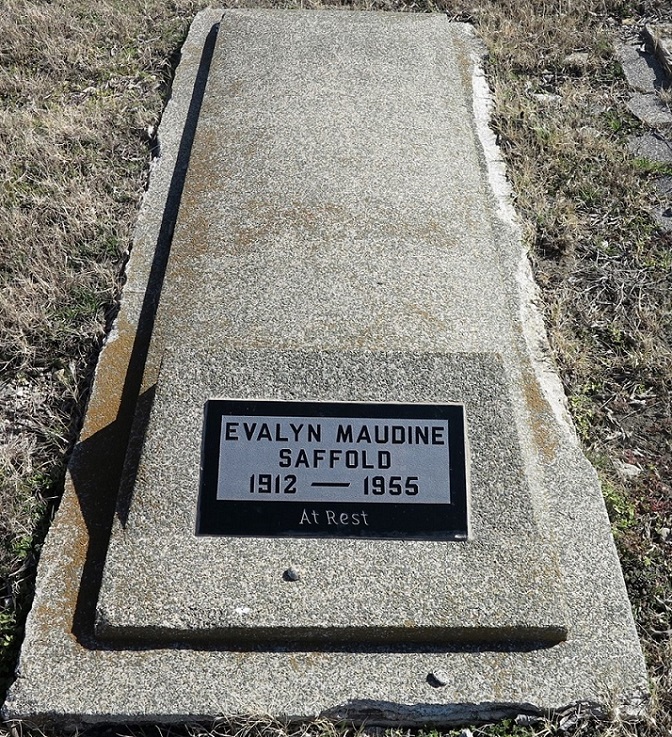 EVALYN MAUDINE
SAFFOLD
1912 — 1955
At Rest